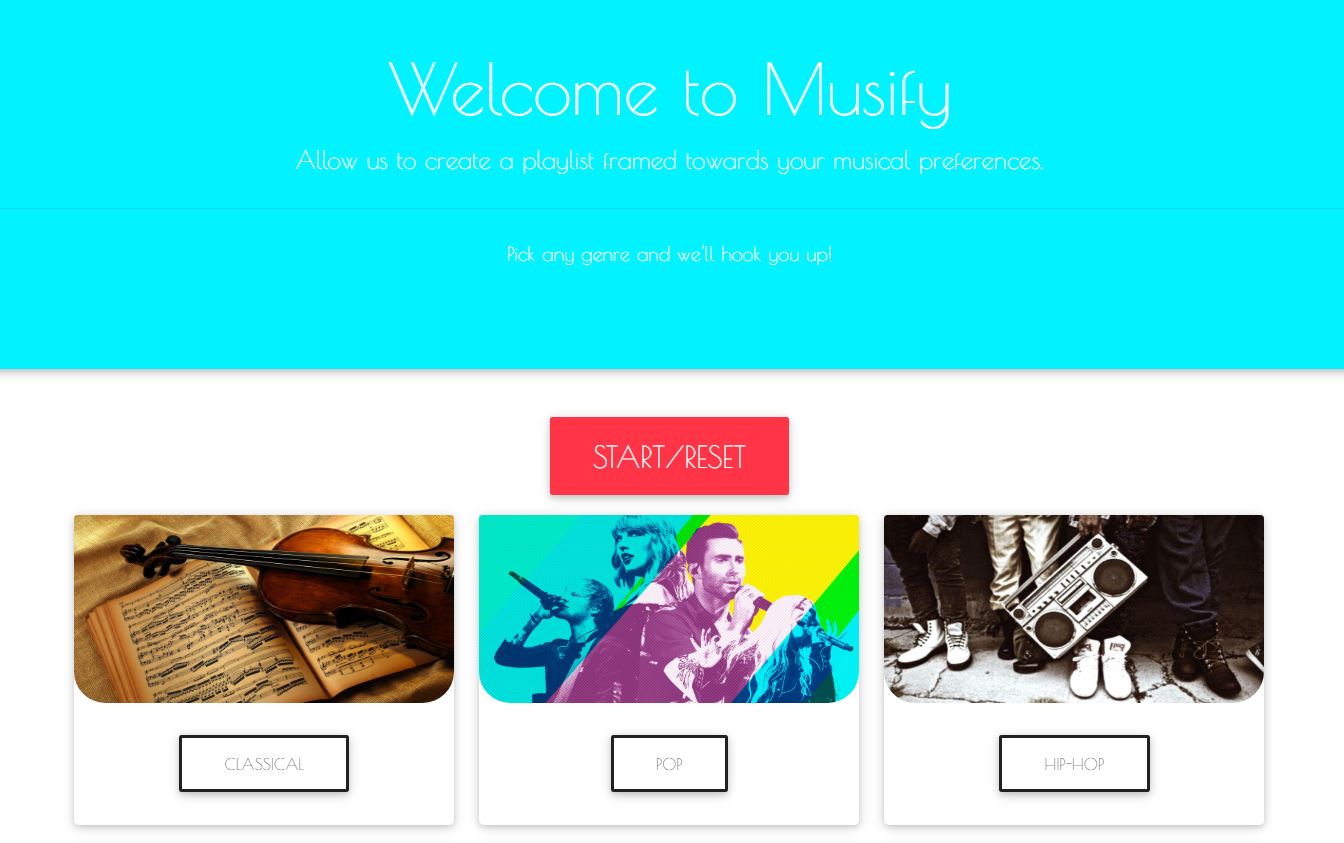 Welcome to Musify
Allow us to create a playlist framed towards your musical preferences.
Pick any genre and we'll hook you up!
START/RESET
CLASSICAL
POP
HIP-HOP